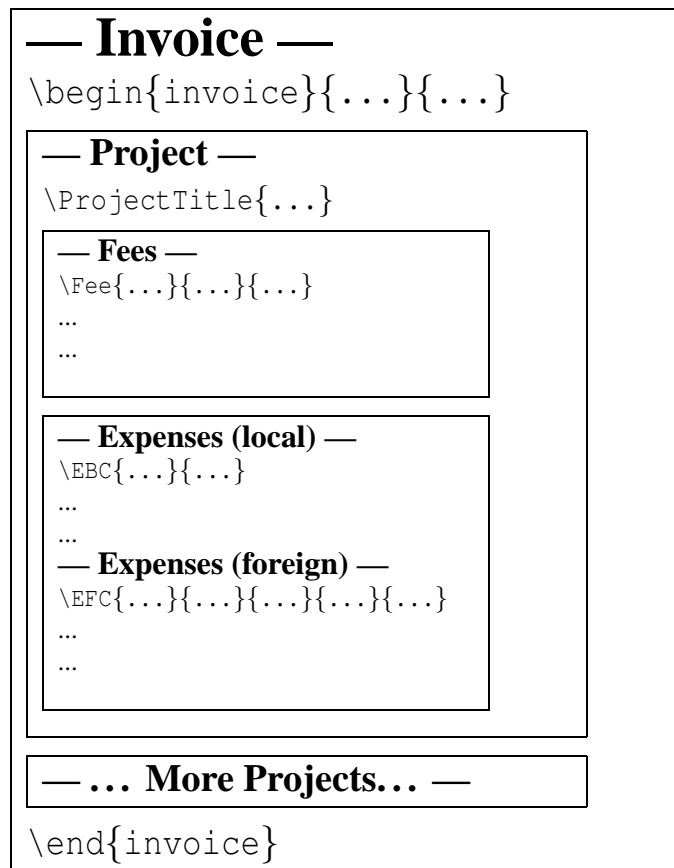 — Invoice —
\begin{invoice}{...}{...}
— Project —
\ProjectTitle{...}
— Fees —
\Fee{...}{...}{...}
...
...
— Expenses (local) —
\EBC{...}{...}
...
...
— Expenses (foreign) —
\EFC{...}{...}{...}{...}{...}
...
...
— ... More Projects... —
\end{invoice}